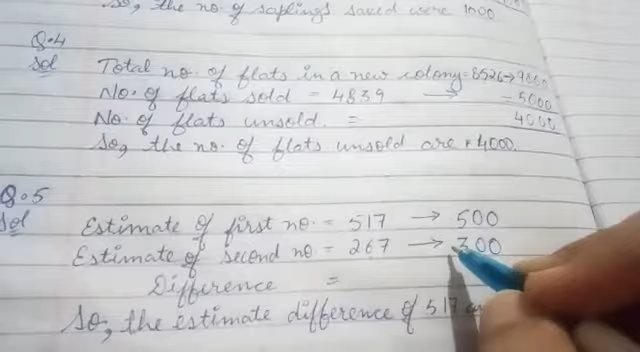 So, the no. of saplings saved were 1000
Q.4
Sol Total no. of flats in a new colony = 8526 → 9000
No. of flats sold = 4839 → - 5000
No. of flats unsold = 4000
So, the no. of flats unsold are 4000.
Q.5
Sol Estimate of first no. = 517 → 500
Estimate of second no = 267 → 300
Difference =
So, the estimate difference of 517